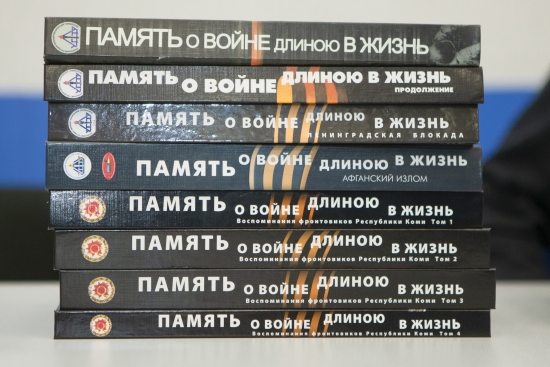 ПАМЯТЬ О ВОЙНЕ ДЛИНОЮ В ЖИЗНЬ
ПАМЯТЬ О ВОЙНЕ ДЛИНОЮ В ЖИЗНЬ
ПРОДОЛЖЕНИЕ
ПАМЯТЬ О ВОЙНЕ ДЛИНОЮ В ЖИЗНЬ
ЛЕНИНГРАДСКАЯ БЛОКАДА
ПАМЯТЬ О ВОЙНЕ ДЛИНОЮ В ЖИЗНЬ
АФГАНСКИЙ ИЗЛОМ
ПАМЯТЬ О ВОЙНЕ ДЛИНОЮ В ЖИЗНЬ
Воспоминания фронтовиков Республики Коми Том 1
ПАМЯТЬ О ВОЙНЕ ДЛИНОЮ В ЖИЗНЬ
Воспоминания фронтовиков Республики Коми Том 2
ПАМЯТЬ О ВОЙНЕ ДЛИНОЮ В ЖИЗНЬ
Воспоминания фронтовиков Республики Коми Том 3
ПАМЯТЬ О ВОЙНЕ ДЛИНОЮ В ЖИЗНЬ
Воспоминания фронтовиков Республики Коми Том 4